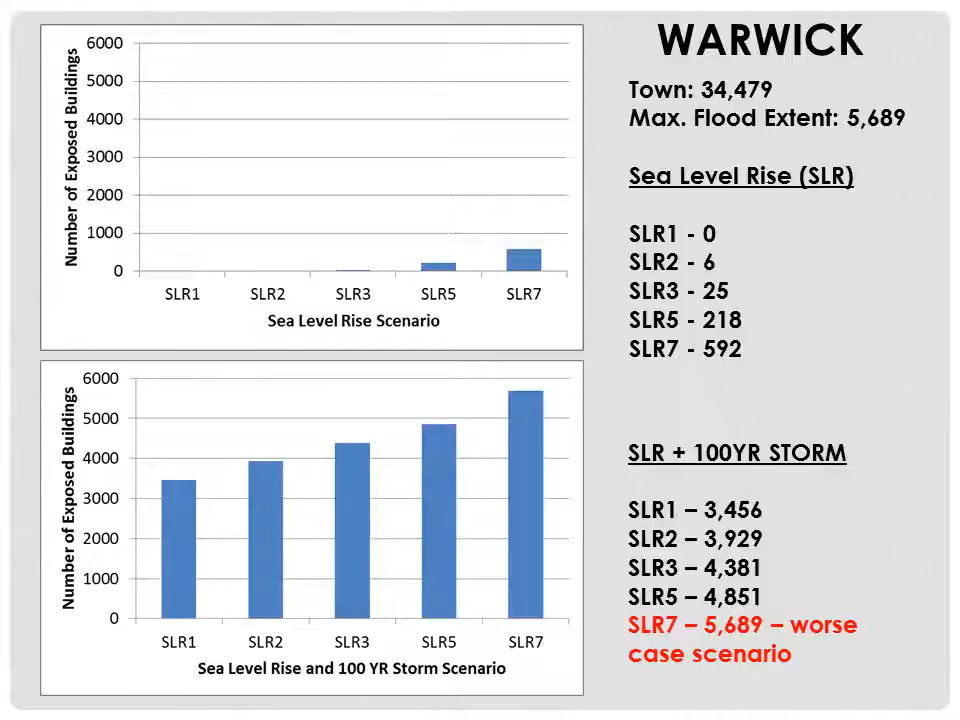 6000
5000
4000
3000
2000
1000
0
Number of Exposed Buildings
SLR1 SLR2 SLR3 SLR5 SLR7
Sea Level Rise Scenario
6000
5000
4000
3000
2000
1000
0
Number of Exposed Buildings
SLR1 SLR2 SLR3 SLR5 SLR7
Sea Level Rise and 100 YR Storm Scenario
WARWICK
Town: 34,479
Max. Flood Extent: 5,689
Sea Level Rise (SLR)
SLR1 - 0
SLR2 - 6
SLR3 - 25
SLR5 - 218
SLR7 - 592
SLR + 100YR STORM
SLR1 – 3,456
SLR2 – 3,929
SLR3 – 4,381
SLR5 – 4,851
SLR7 – 5,689 – worse
case scenario